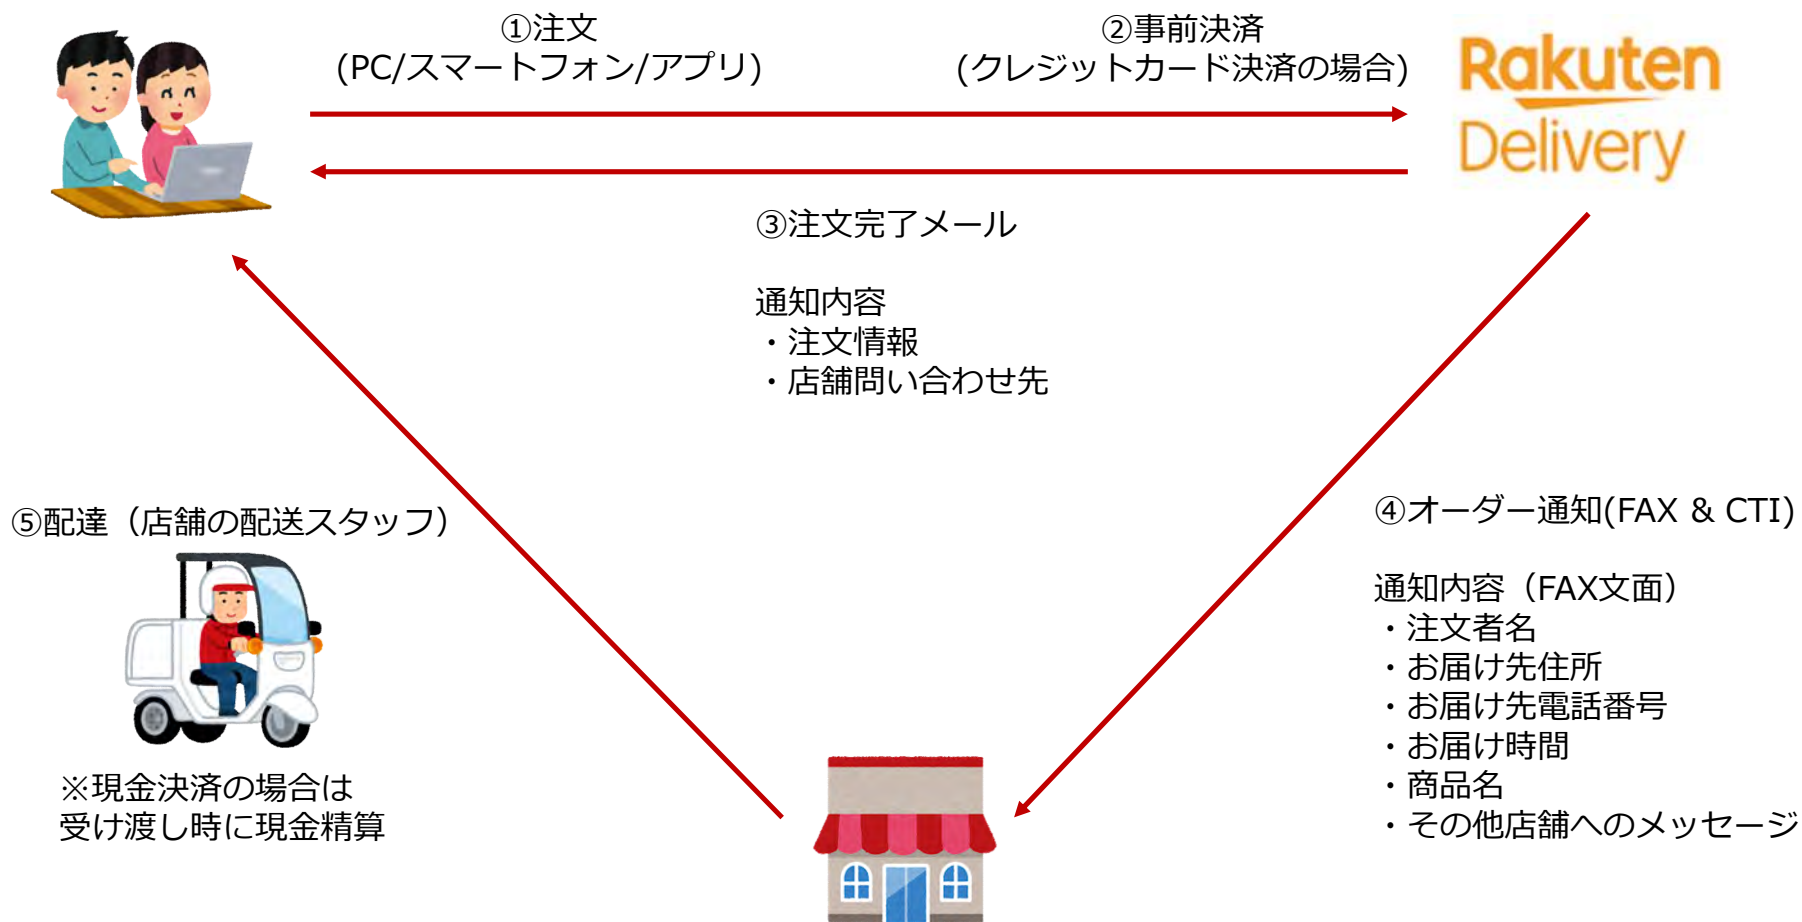 ①注文
(PC/スマートフォン/アプリ)
②事前決済
(クレジットカード決済の場合)
Rakuten
Delivery
③注文完了メール
通知内容
・注文情報
・店舗問い合わせ先
⑤配達（店舗の配送スタッフ）
※現金決済の場合は
受け渡し時に現金精算
④オーダー通知(FAX & CTI)
通知内容（FAX文面）
・注文者名
・お届け先住所
・お届け先電話番号
・お届け時間
・商品名
・その他店舗へのメッセージ